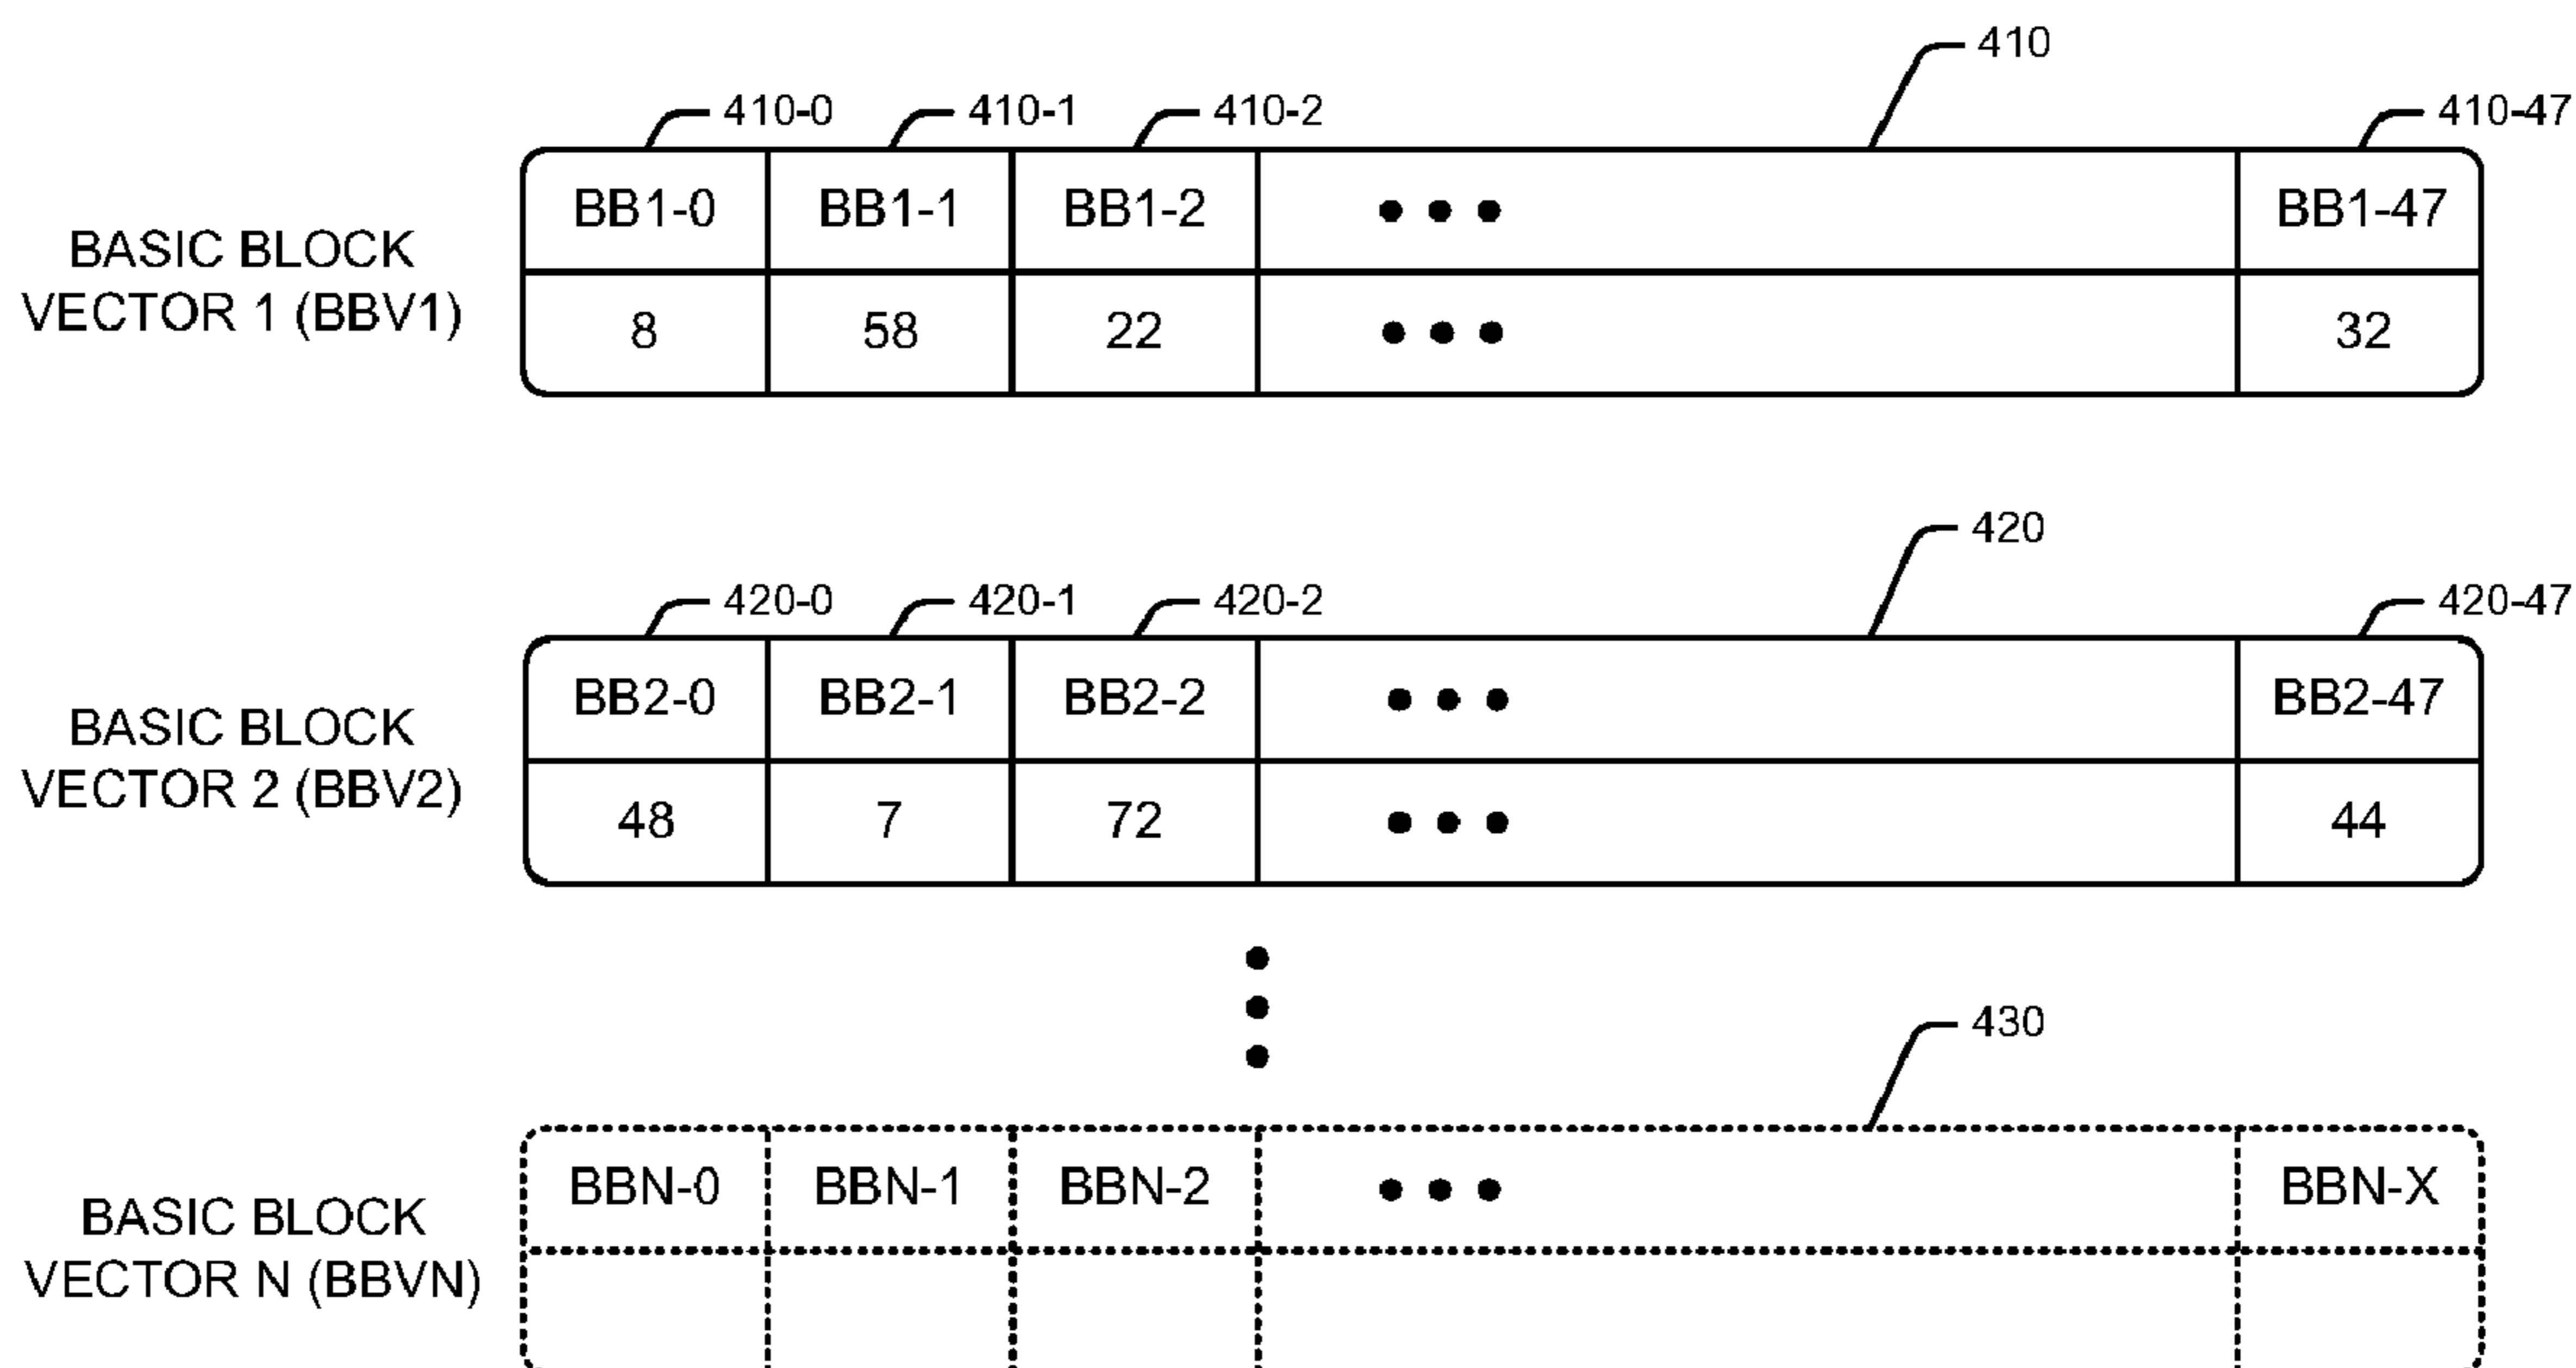 410
410-0 410-1 410-2 410-47
BB1-0 BB1-1 BB1-2 ••• BB1-47
BASIC BLOCK
VECTOR 1 (BBV1)
8 58 22 ••• 32
420
420-0 420-1 420-2 420-47
BB2-0 BB2-1 BB2-2 ••• BB2-47
BASIC BLOCK
VECTOR 2 (BBV2)
48 7 72 ••• 44
430
BBN-0 BBN-1 BBN-2 ••• BBN-X
BASIC BLOCK
VECTOR N (BBVN)